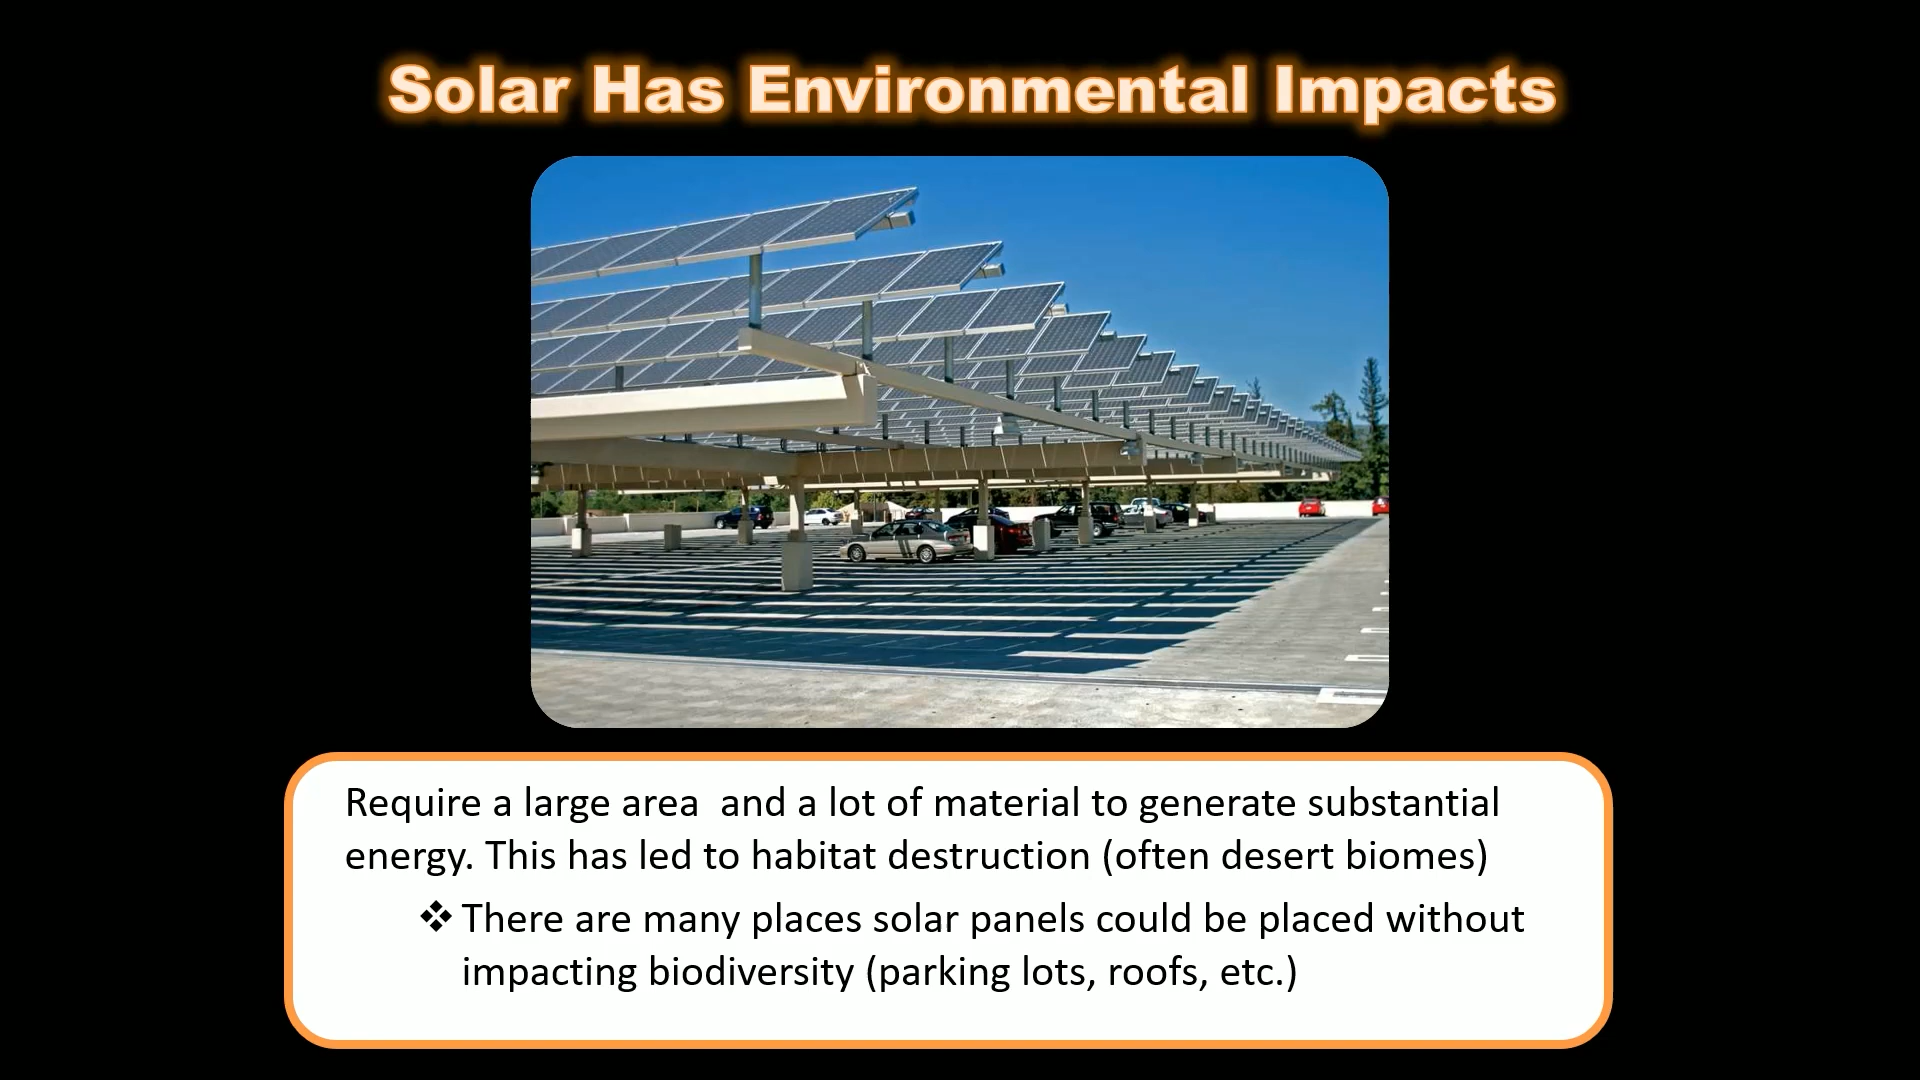 Solar Has Environmental Impacts
Require a large area  and a lot of material to generate substantial
energy. This has led to habitat destruction (often desert biomes)
❖ There are many places solar panels could be placed without
impacting biodiversity (parking lots, roofs, etc.)